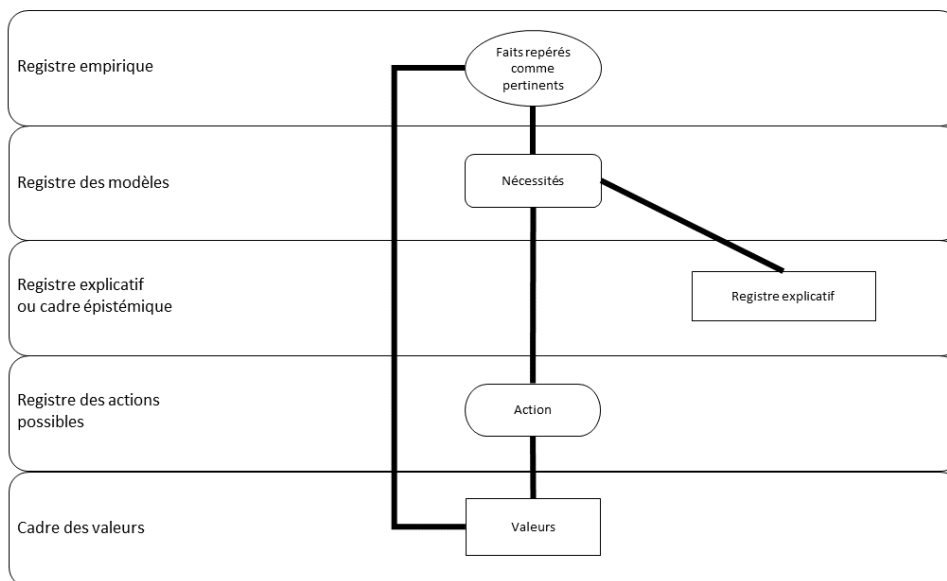 Registre empirique
Faits repérés
comme
pertinents
Registre des modèles
Nécessités
Registre explicatif
ou cadre épistémique
Registre explicatif
Registre des actions
possibles
Action
Cadre des valeurs
Valeurs